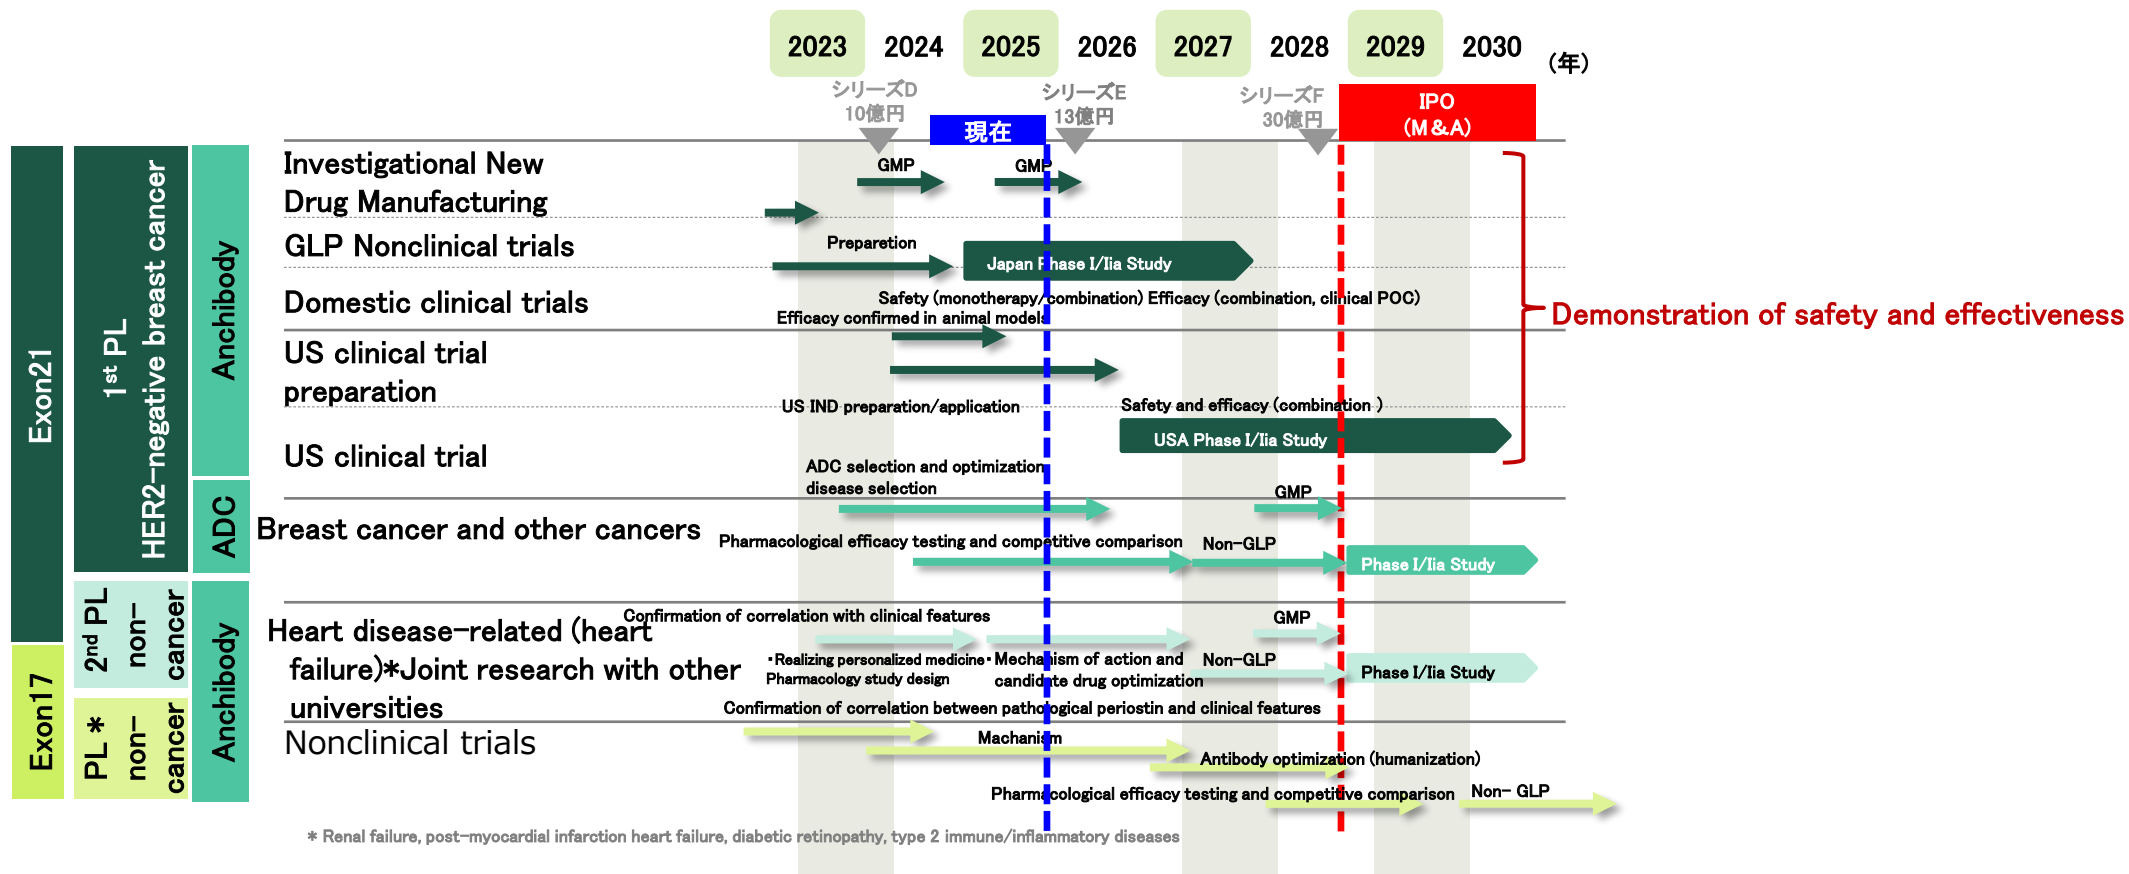 2023 2024 2025 2026 2027 2028 2029 2030 (年)
シリーズD
10億円
シリーズE
13億円
シリーズF
30億円
現在
IPO
(M&A)
Exon21
1st PL
HER2-negative breast cancer
Anchibody
Investigational New
Drug Manufacturing
GMP
GMP
GLP Nonclinical trials
Preparetion
Japan Phase I/Iia Study
Domestic clinical trials
Safety (monotherapy/combination) Efficacy (combination, clinical POC)
Efficacy confirmed in animal models
Demonstration of safety and effectiveness
US clinical trial
preparation
US IND preparation/application
Safety and efficacy (combination )
USA Phase I/Iia Study
US clinical trial
ADC
ADC selection and optimization
disease selection
GMP
Breast cancer and other cancers
Pharmacological efficacy testing and competitive comparison
Non-GLP
Phase I/Iia Study
2nd PL
non-
cancer
Anchibody
Confirmation of correlation with clinical features
GMP
Heart disease-related (heart
failure)*Joint research with other
universities
・Realizing personalized medicine
Pharmacology study design
・Mechanism of action and
candidate drug optimization
Non-GLP
Phase I/Iia Study
Exon17
PL *
non-
cancer
Confirmation of correlation between pathological periostin and clinical features
Nonclinical trials
Machanism
Antibody optimization (humanization)
Pharmacological efficacy testing and competitive comparison
Non- GLP
* Renal failure, post-myocardial infarction heart failure, diabetic retinopathy, type 2 immune/inflammatory diseases